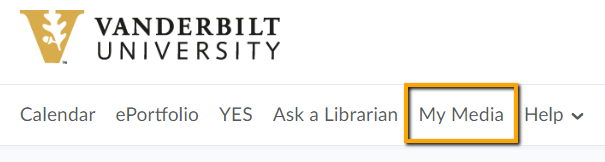 VANDERBILT
UNIVERSITY
Calendar ePortfolio YES Ask a Librarian My Media Help